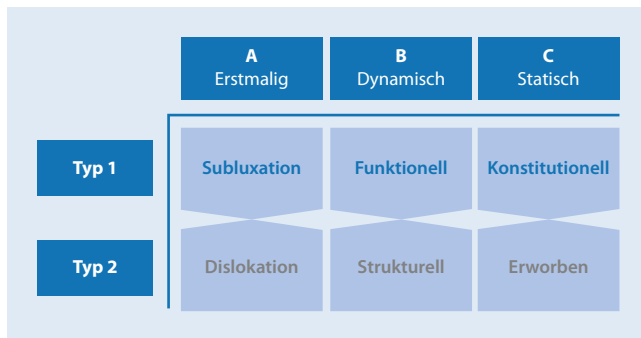 A
Erstmalig
B
Dynamisch
C
Statisch
Typ 1
Subluxation
Funktionell
Konstitutionell
Typ 2
Dislokation
Strukturell
Erworben